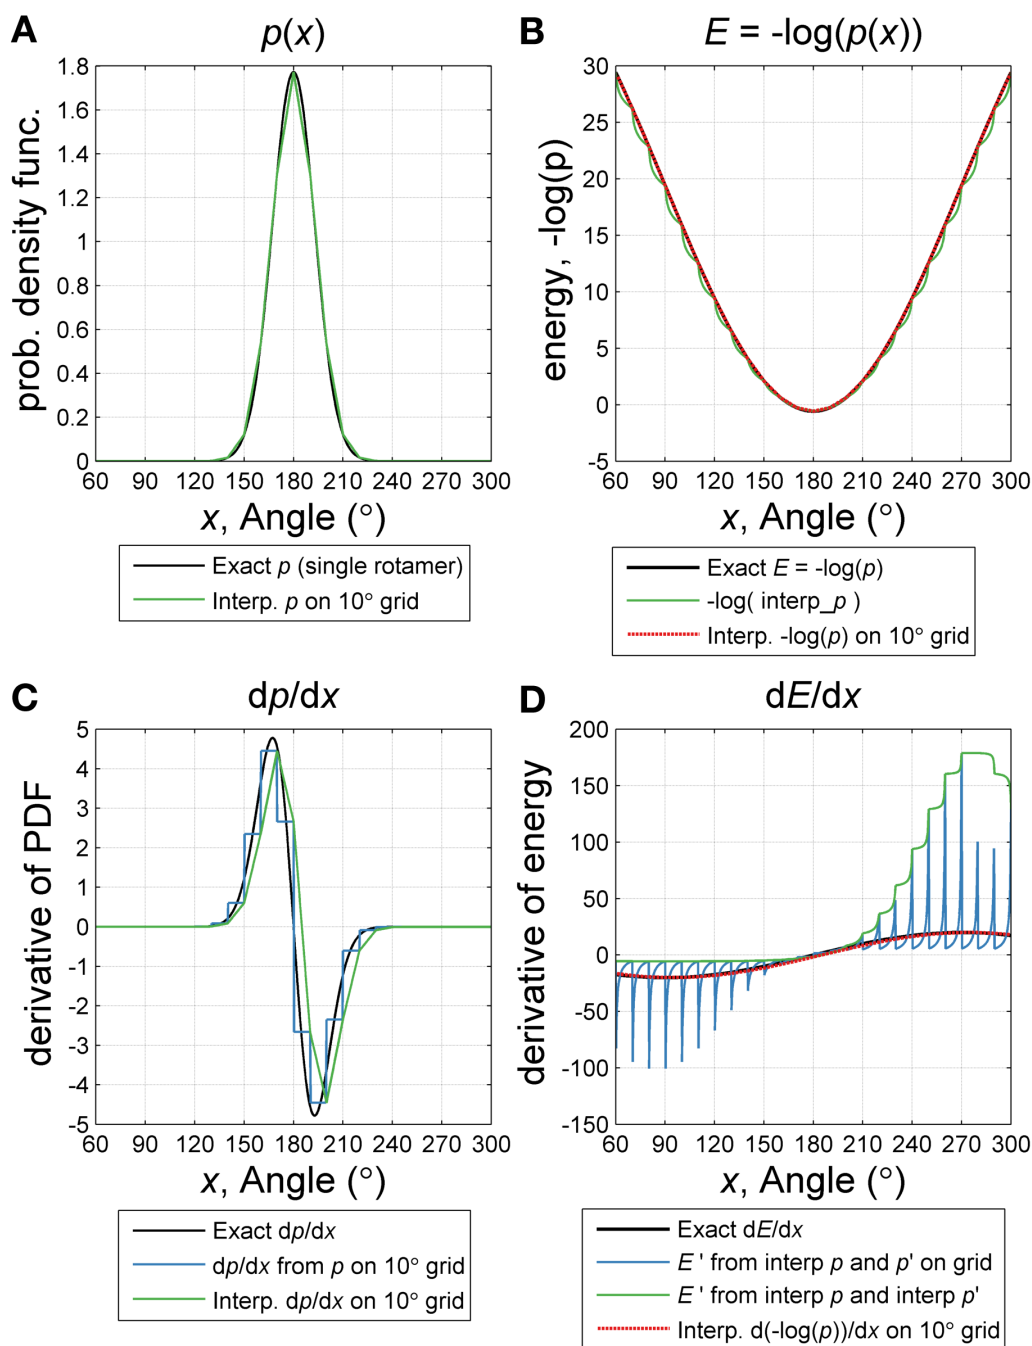 A
p(x)
prob. density func.
1.8
1.6
1.4
1.2
1
0.8
0.6
0.4
0.2
0
60 90 120 150 180 210 240 270 300
x, Angle (°)
Exact p (single rotamer)
Interp. p on 10° grid
B
E = -log(p(x))
energy, -log(p)
30
25
20
15
10
5
0
-5
60 90 120 150 180 210 240 270 300
x, Angle (°)
Exact E = -log(p)
-log( interp_p )
Interp. -log(p) on 10° grid
C
dp/dx
derivative of PDF
5
4
3
2
1
0
-1
-2
-3
-4
-5
60 90 120 150 180 210 240 270 300
x, Angle (°)
Exact dp/dx
dp/dx from p on 10° grid
Interp. dp/dx on 10° grid
D
dE/dx
derivative of energy
200
150
100
50
0
-50
-100
-150
60 90 120 150 180 210 240 270 300
x, Angle (°)
Exact dE/dx
E ' from interp p and p' on grid
E ' from interp p and interp p'
Interp. d(-log(p))/dx on 10° grid